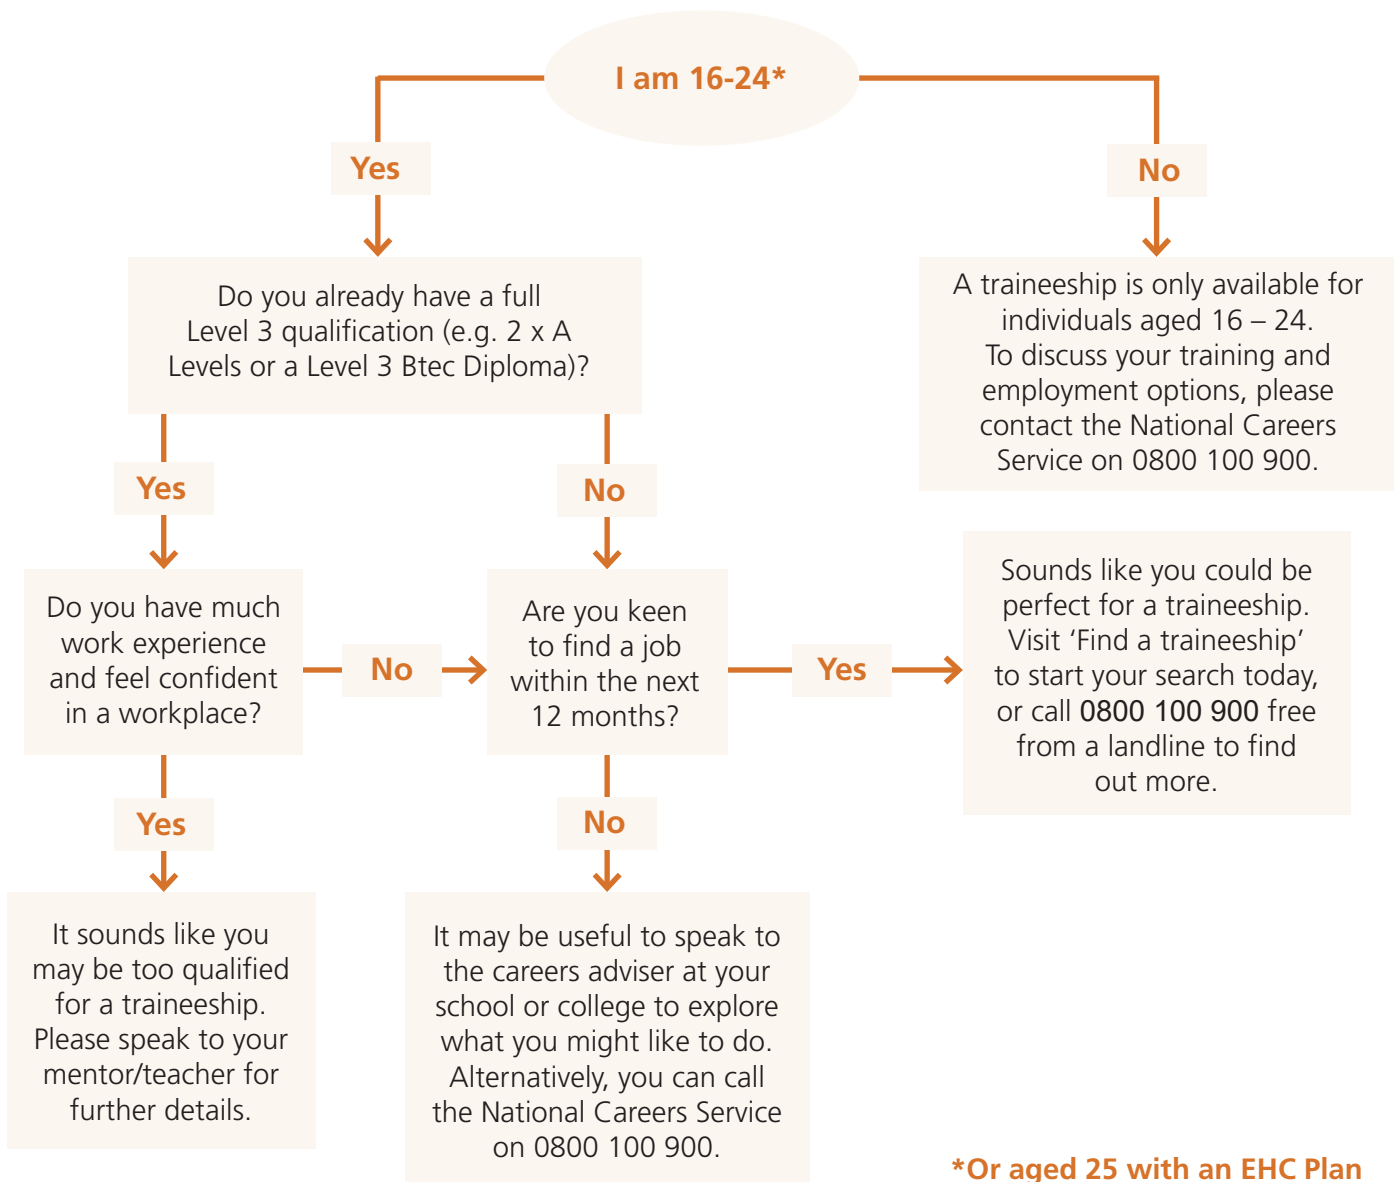 I am 16-24*
Yes
No
Do you already have a full
Level 3 qualification (e.g. 2 x A
Levels or a Level 3 Btec Diploma)?
A traineeship is only available for
individuals aged 16 – 24.
To discuss your training and
employment options, please
contact the National Careers
Service on 0800 100 900.
Yes
No
Do you have much
work experience
and feel confident
in a workplace?
No
Are you keen
to find a job
within the next
12 months?
Yes
Sounds like you could be
perfect for a traineeship.
Visit ‘Find a traineeship’
to start your search today,
or call 0800 100 900 free
from a landline to find
out more.
Yes
No
It sounds like you
may be too qualified
for a traineeship.
Please speak to your
mentor/teacher for
further details.
It may be useful to speak to
the careers adviser at your
school or college to explore
what you might like to do.
Alternatively, you can call
the National Careers Service
on 0800 100 900.
*Or aged 25 with an EHC Plan